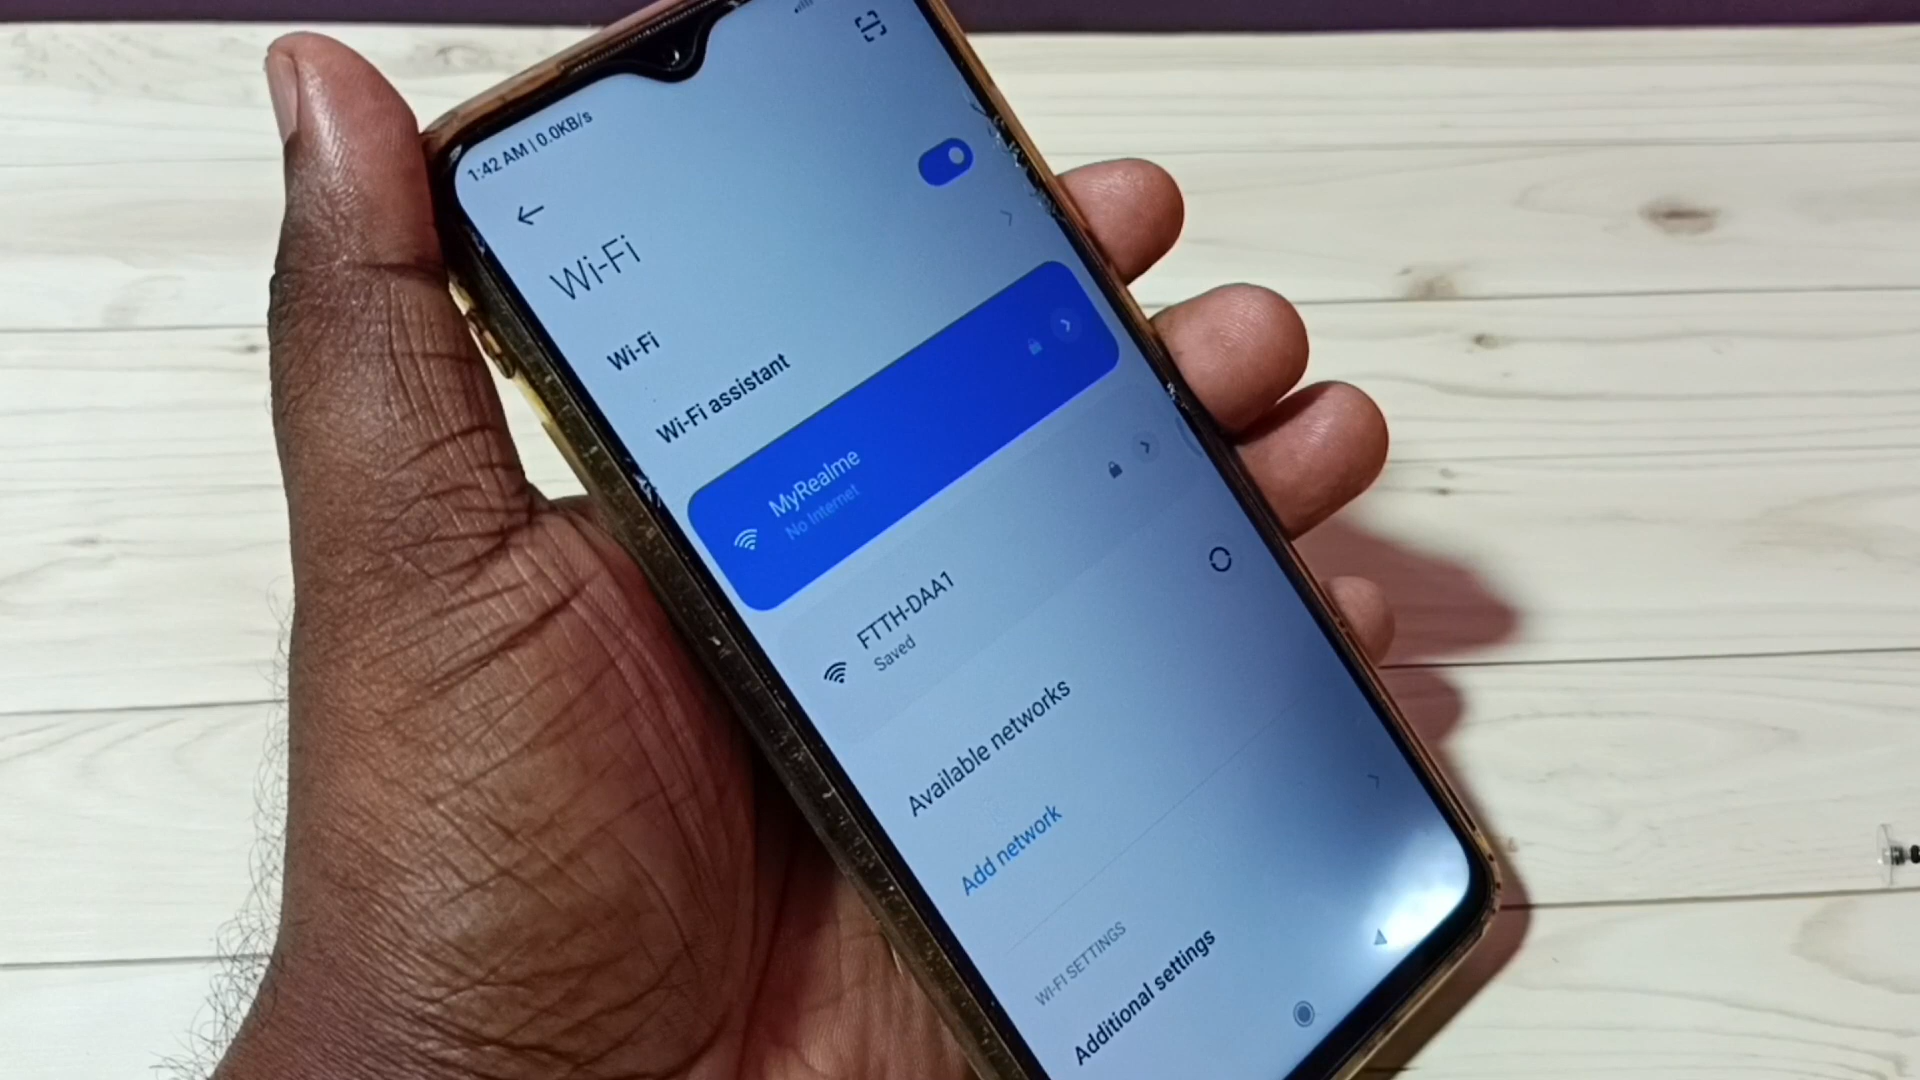 1:42 AM | 0.0KB/s
Wi-Fi
Wi-Fi
Wi-Fi assistant
MyRealme
No Internet
FTTH-DAA1
Saved
Available networks
Add network
WI-FI SETTINGS
Additional settings